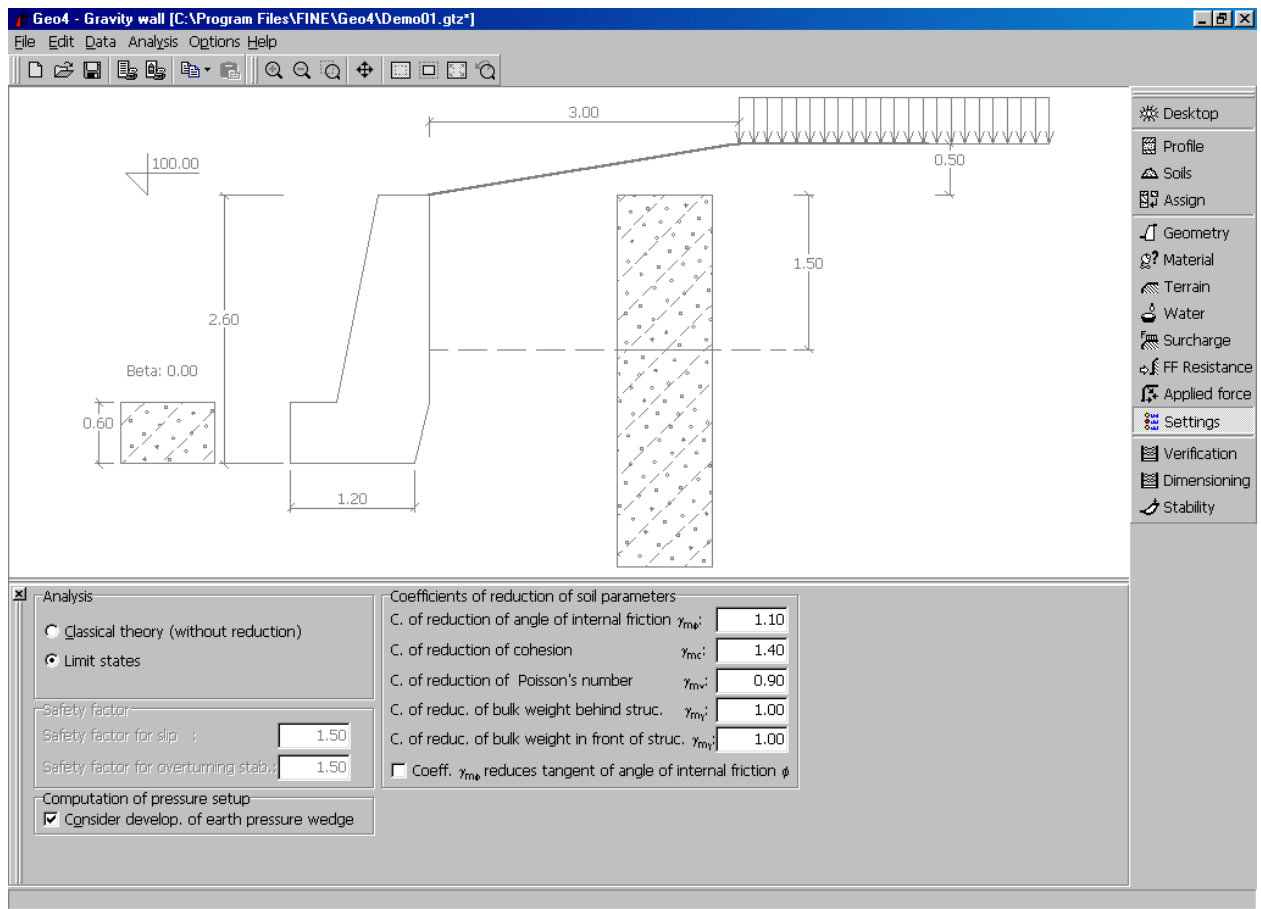 Geo4 - Gravity wall [C:\Program Files\FINE\Geo4\Demo01.gtz*]
File Edit Data Analysis Options Help
3.00
100.00
0.50
1.50
2.60
Beta: 0.00
0.60
1.20
Desktop
Profile
Soils
Assign
Geometry
Material
Terrain
Water
Surcharge
FF Resistance
Applied force
Settings
Verification
Dimensioning
Stability
Analysis
Classical theory (without reduction)
Limit states
Safety factor
Safety factor for slip : 1.50
Safety factor for overturning stab.: 1.50
Computation of pressure setup
Consider develop. of earth pressure wedge
Coefficients of reduction of soil parameters
C. of reduction of angle of internal friction γmϕ: 1.10
C. of reduction of cohesion γmc: 1.40
C. of reduction of Poisson's number γmν: 0.90
C. of reduc. of bulk weight behind struc. γmγ: 1.00
C. of reduc. of bulk weight in front of struc. γmγ: 1.00
Coeff. γmϕ reduces tangent of angle of internal friction ϕ